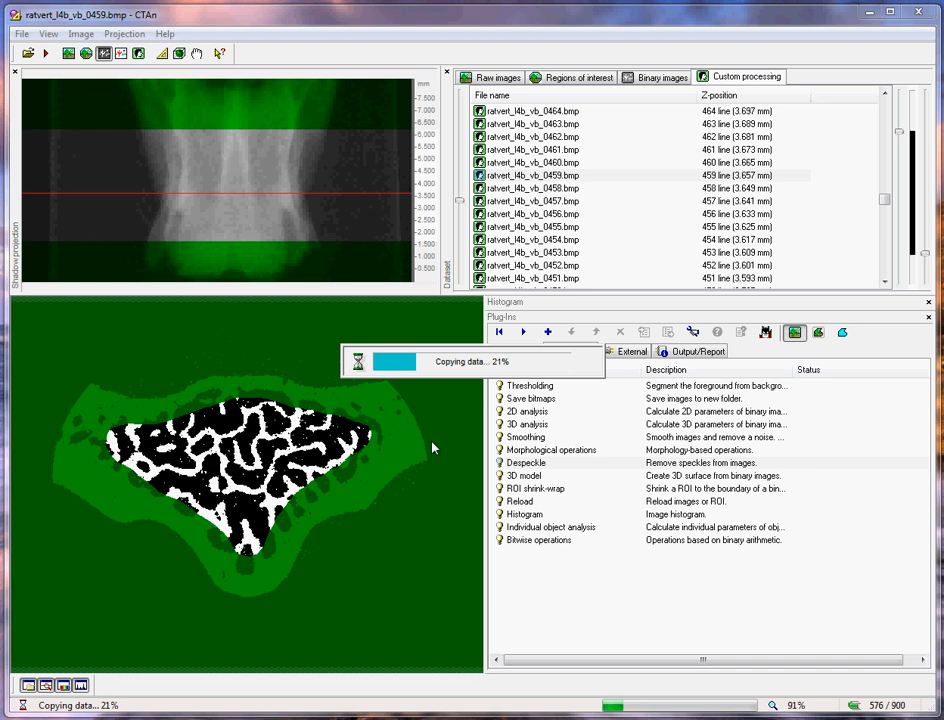 ratvert_l4b_vb_0459.bmp - CTAn
File View Image Projection Help
mm
7.500
7.000
6.500
6.000
5.500
5.000
4.500
4.000
3.500
3.000
2.500
2.000
1.500
1.000
0.500
Shadow projection
Dataset
Raw images Regions of interest Binary images Custom processing
File name Z-position
ratvert_l4b_vb_0464.bmp 464 line (3.697 mm)
ratvert_l4b_vb_0463.bmp 463 line (3.689 mm)
ratvert_l4b_vb_0462.bmp 462 line (3.681 mm)
ratvert_l4b_vb_0461.bmp 461 line (3.673 mm)
ratvert_l4b_vb_0460.bmp 460 line (3.665 mm)
ratvert_l4b_vb_0459.bmp 459 line (3.657 mm)
ratvert_l4b_vb_0458.bmp 458 line (3.649 mm)
ratvert_l4b_vb_0457.bmp 457 line (3.641 mm)
ratvert_l4b_vb_0456.bmp 456 line (3.633 mm)
ratvert_l4b_vb_0455.bmp 455 line (3.625 mm)
ratvert_l4b_vb_0454.bmp 454 line (3.617 mm)
ratvert_l4b_vb_0453.bmp 453 line (3.609 mm)
ratvert_l4b_vb_0452.bmp 452 line (3.601 mm)
ratvert_l4b_vb_0451.bmp 451 line (3.593 mm)
Histogram
Plug-Ins
External Output/Report
Copying data... 21%
Description Status
Thresholding Segment the foreground from backgro...
Save bitmaps Save images to new folder.
2D analysis Calculate 2D parameters of binary ima...
3D analysis Calculate 3D parameters of binary ima...
Smoothing Smooth images and remove a noise. ...
Morphological operations Morphology-based operations.
Despeckle Remove speckles from images.
3D model Create 3D surface from binary images.
ROI shrink-wrap Shrink a ROI to the boundary of a bin...
Reload Reload images or ROI.
Histogram Image histogram.
Individual object analysis Calculate individual parameters of obj...
Bitwise operations Operations based on binary arithmetic.
Copying data... 21% 91% 576 / 900